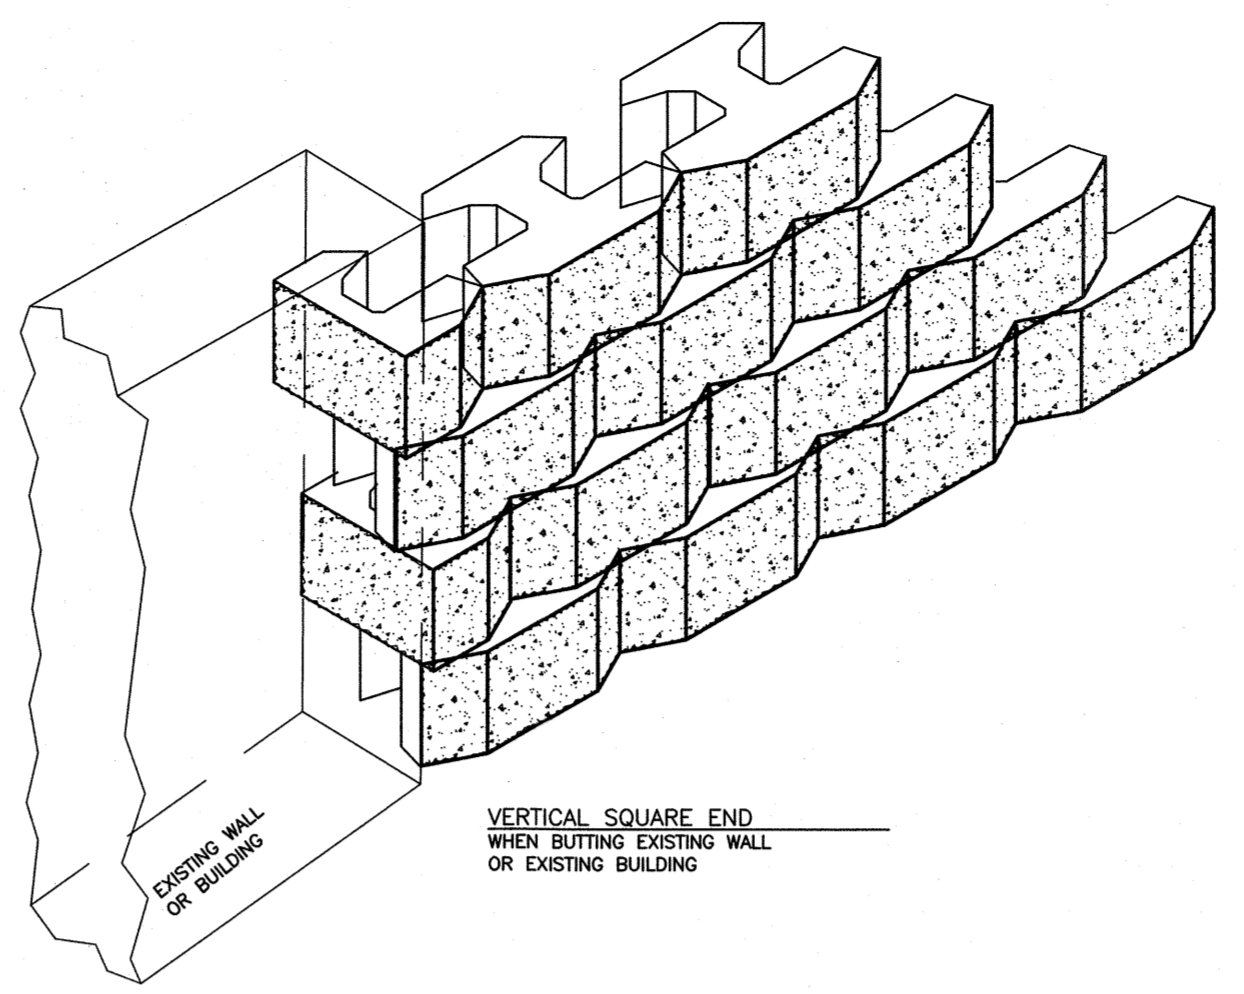 EXISTING WALL
OR BUILDING
VERTICAL SQUARE END
WHEN BUTTING EXISTING WALL
OR EXISTING BUILDING